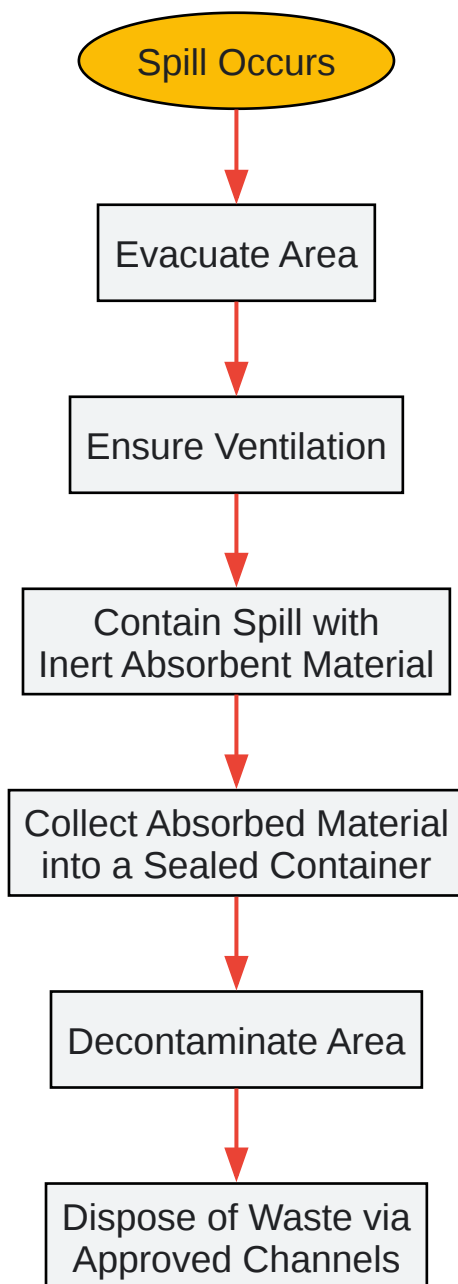 Spill Occurs
Evacuate Area
Ensure Ventilation
Contain Spill with
Inert Absorbent Material
Collect Absorbed Material
into a Sealed Container
Decontaminate Area
Dispose of Waste via
Approved Channels